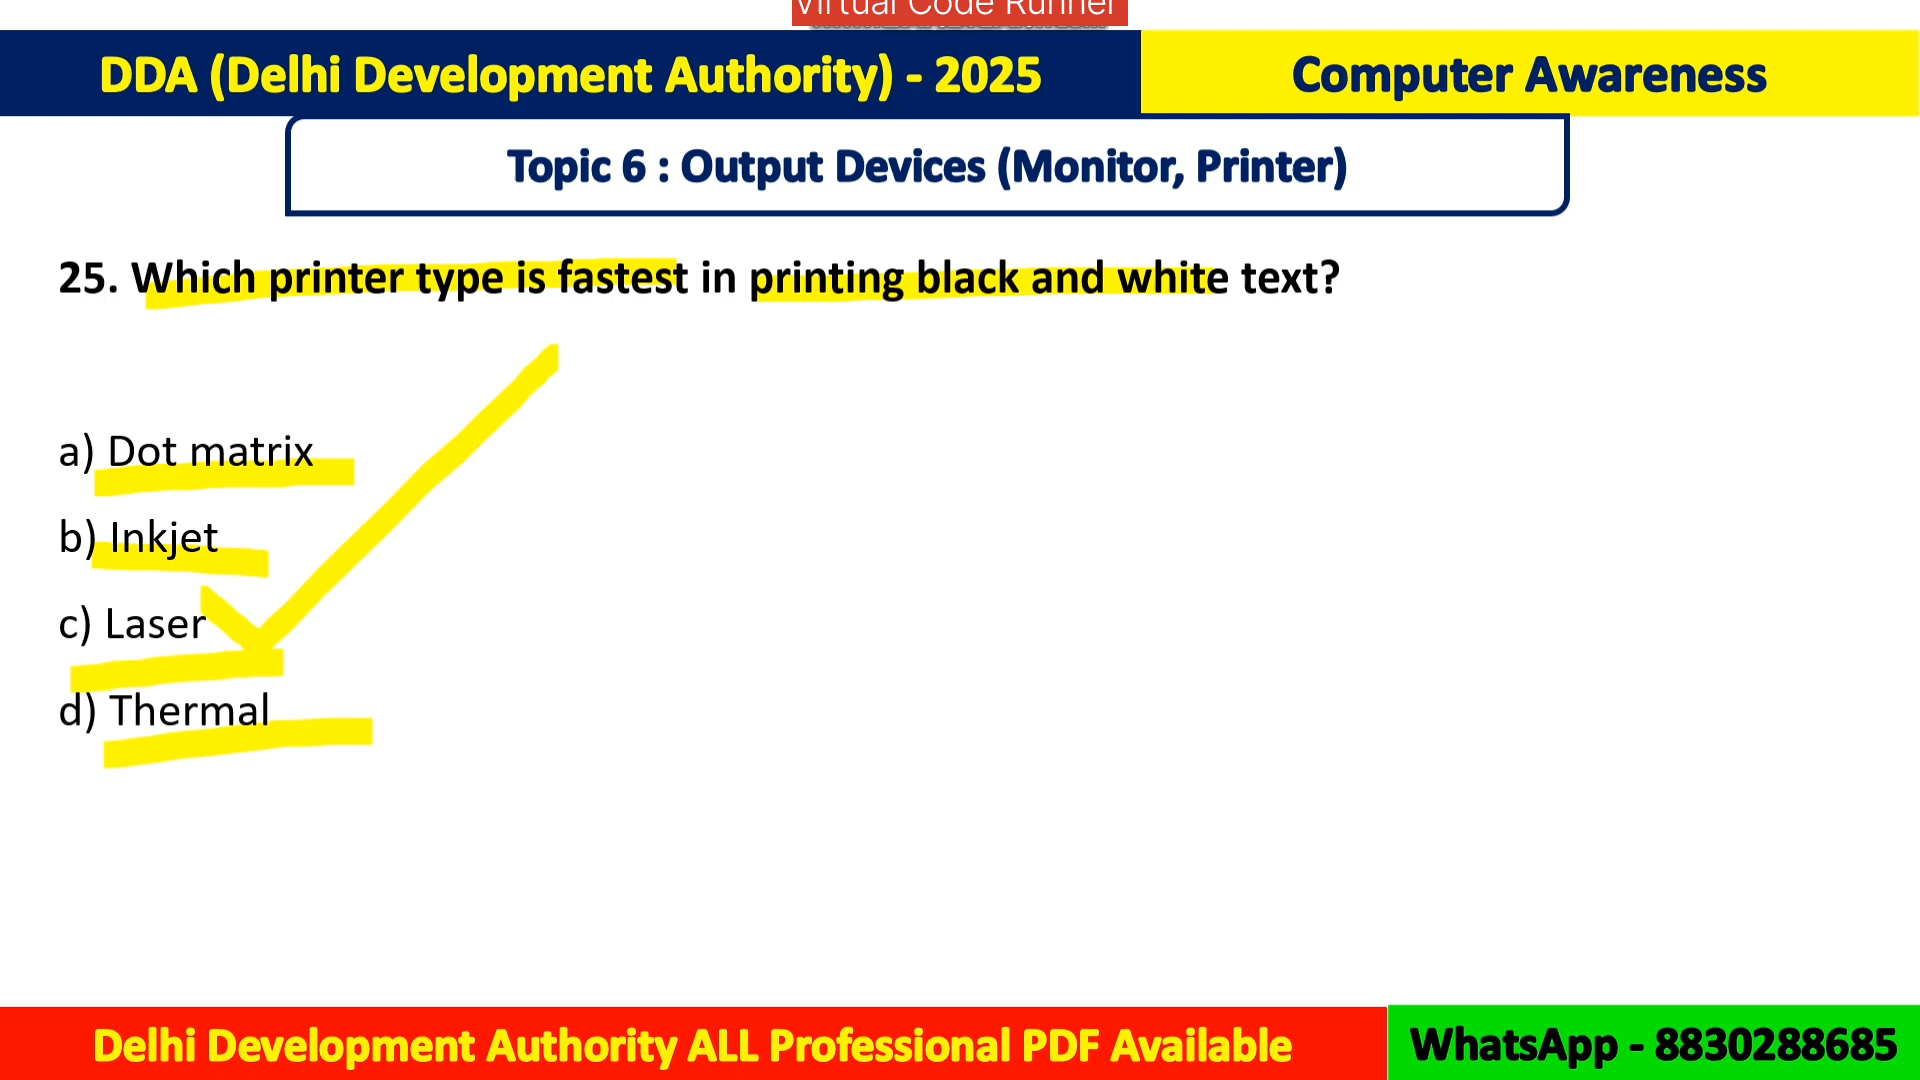 Virtual Code Runner
DDA (Delhi Development Authority) - 2025
Computer Awareness
Topic 6 : Output Devices (Monitor, Printer)
25. Which printer type is fastest in printing black and white text?
a) Dot matrix
b) Inkjet
c) Laser
d) Thermal
Delhi Development Authority ALL Professional PDF Available
WhatsApp - 8830288685